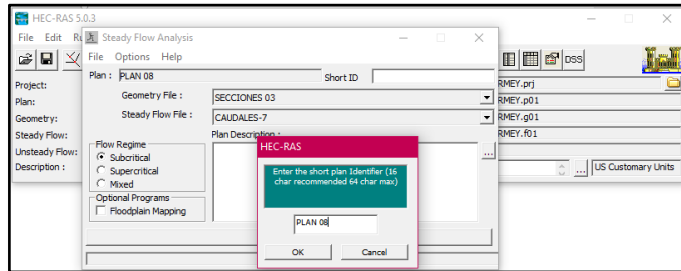 HEC-RAS 5.0.3
File Edit Ru
Steady Flow Analysis
File Options Help
DSS
Plan : PLAN 08 Short ID
Project: RMEY.prj
Plan: RMEY.p01
Geometry: RMEY.g01
Steady Flow: RMEY.f01
Unsteady Flow:
Description : ... US Customary Units
Geometry File : SECCIONES 03
Steady Flow File : CAUDALES-7
Flow Regime
Subcritical
Supercritical
Mixed
Optional Programs
Floodplain Mapping
Plan Description :
...
HEC-RAS
Enter the short plan Identifier (16
char recommended 64 char max)
PLAN 08
OK Cancel